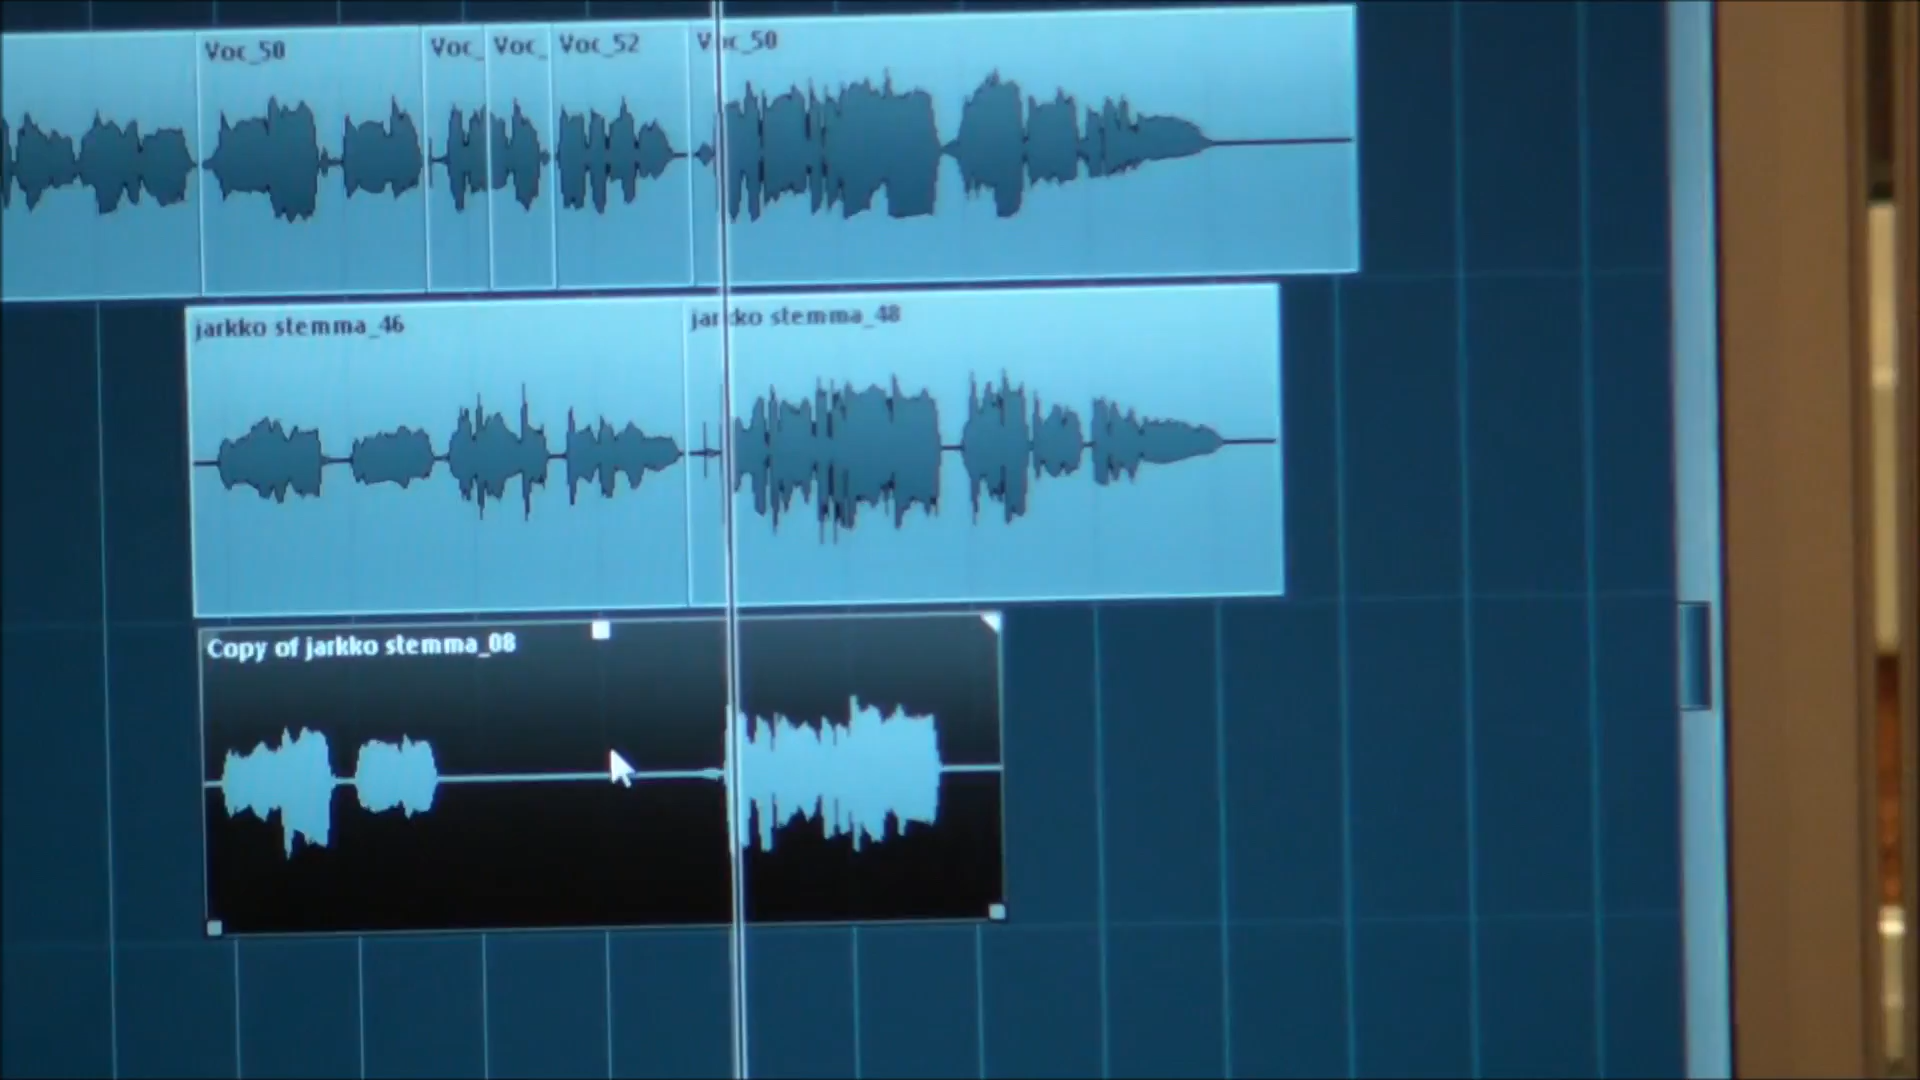 Voc_50
Voc_
Voc_
Voc_52
Voc_50
jarkko stemma_46
jarkko stemma_48
Copy of jarkko stemma_08